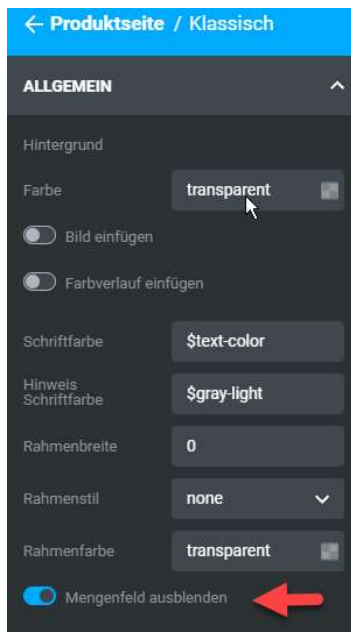 ← Produktseite / Klassisch
ALLGEMEIN
Hintergrund
Farbe transparent
Bild einfügen
Farbverlauf einfügen
Schriftfarbe $text-color
Hinweis
Schriftfarbe $gray-light
Rahmenbreite 0
Rahmenstil none
Rahmenfarbe transparent
Mengenfeld ausblenden